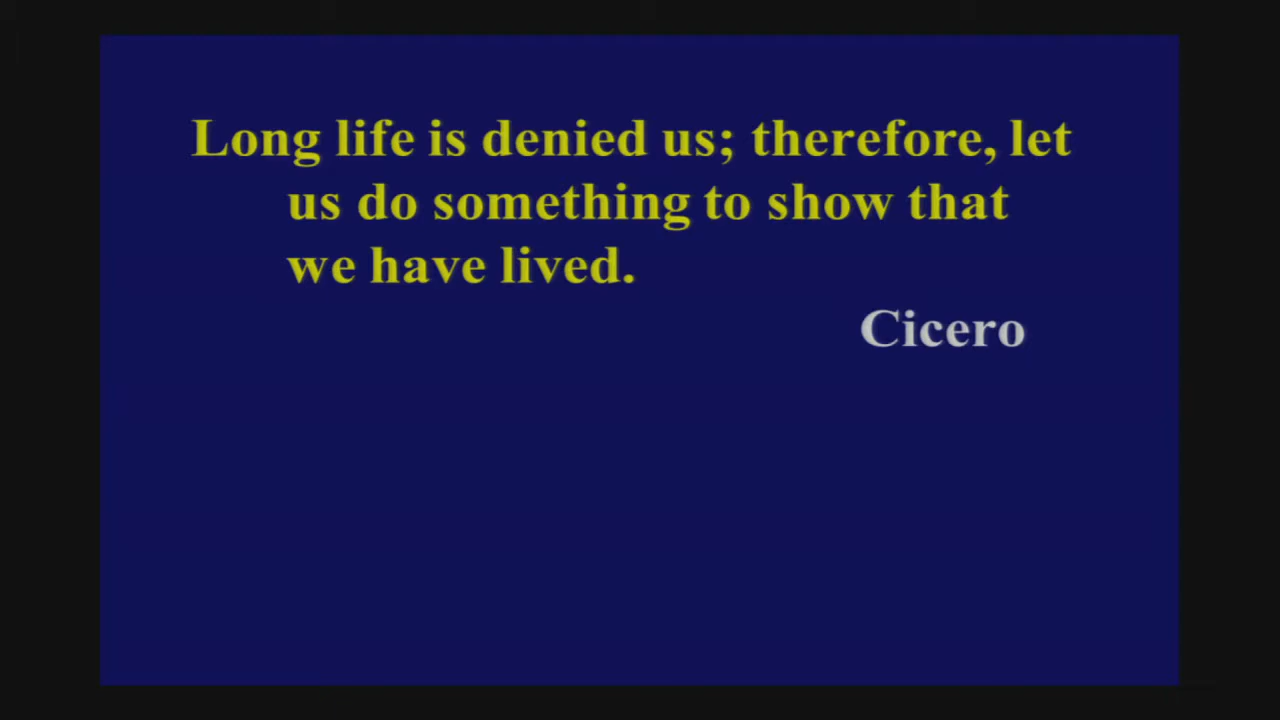 Long life is denied us; therefore, let
us do something to show that
we have lived.
Cicero